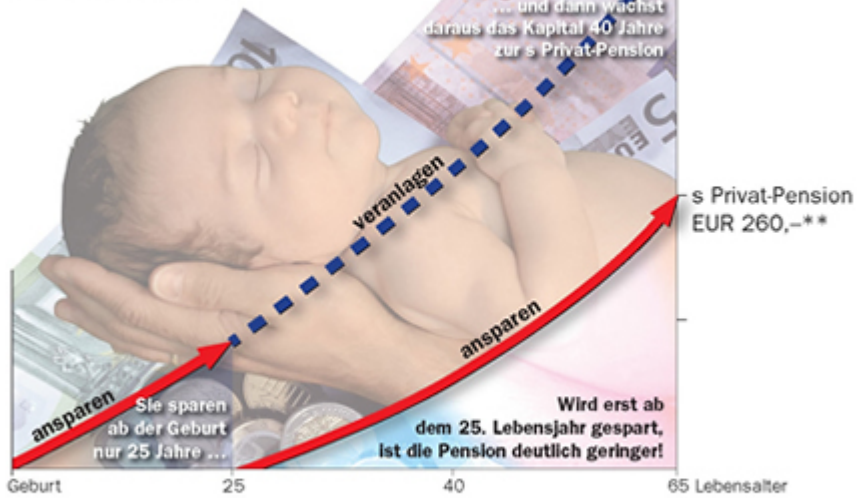 ... und dann wächst
daraus das Kapital 40 Jahre
zur s Privat-Pension
5
EUR
veranlagen
s Privat-Pension
EUR 260,–**
ansparen
ansparen
Sie sparen
ab der Geburt
nur 25 Jahre ...
Wird erst ab
dem 25. Lebensjahr gespart,
ist die Pension deutlich geringer!
Geburt 25 40 65 Lebensalter